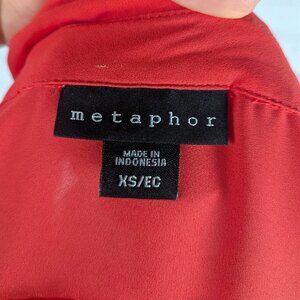 metaphor
MADE IN
INDONESIA
XS/EC